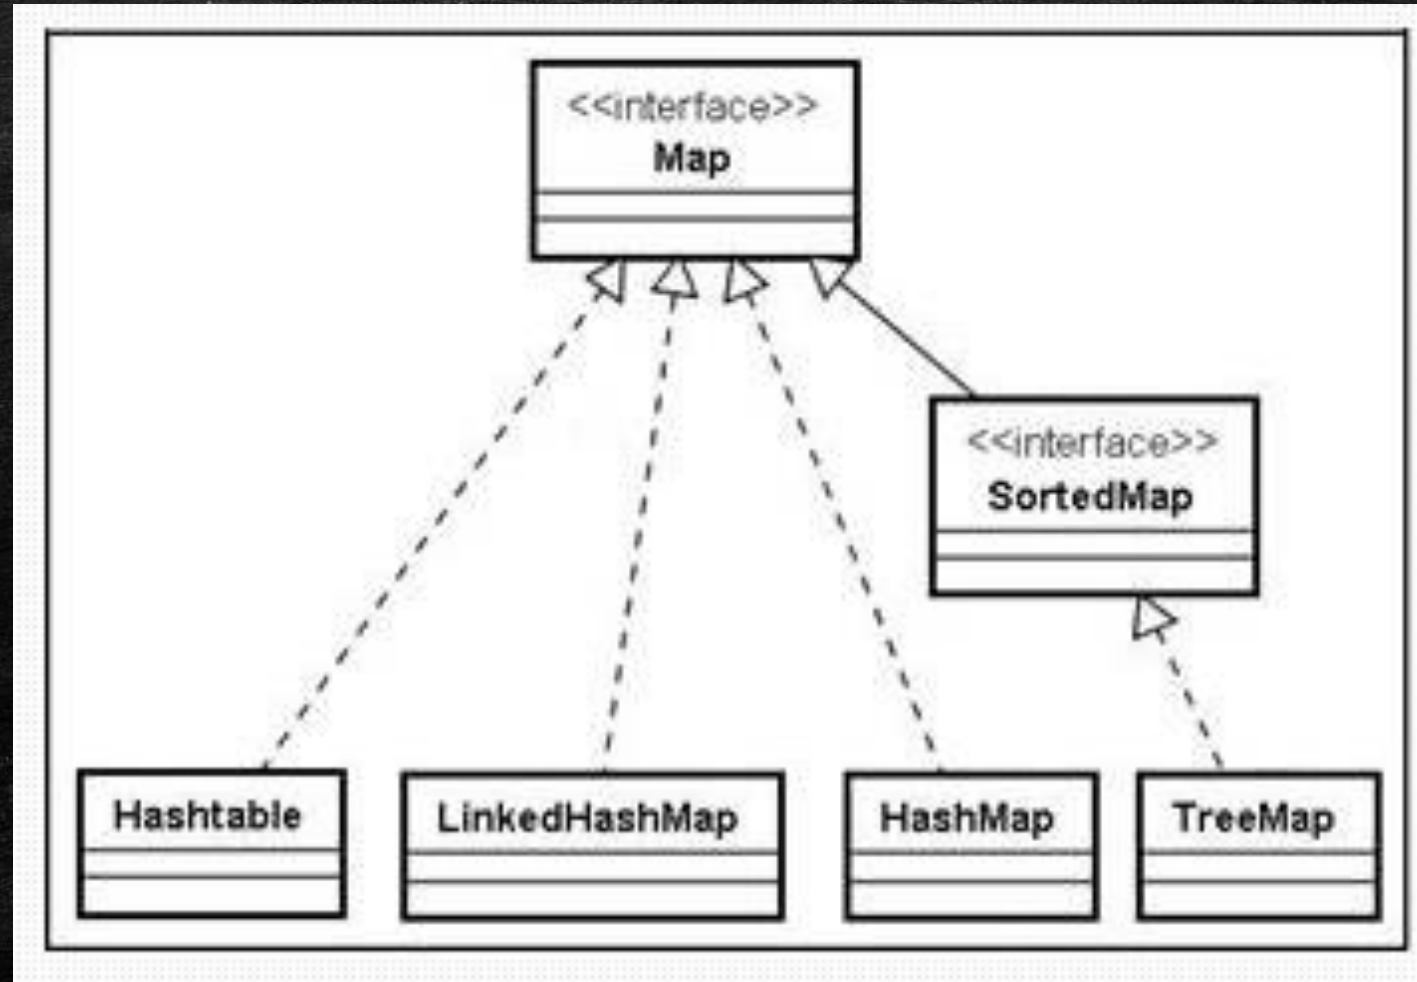 <<interface>>
Map
<<interface>>
SortedMap
Hashtable
LinkedHashMap
HashMap
TreeMap